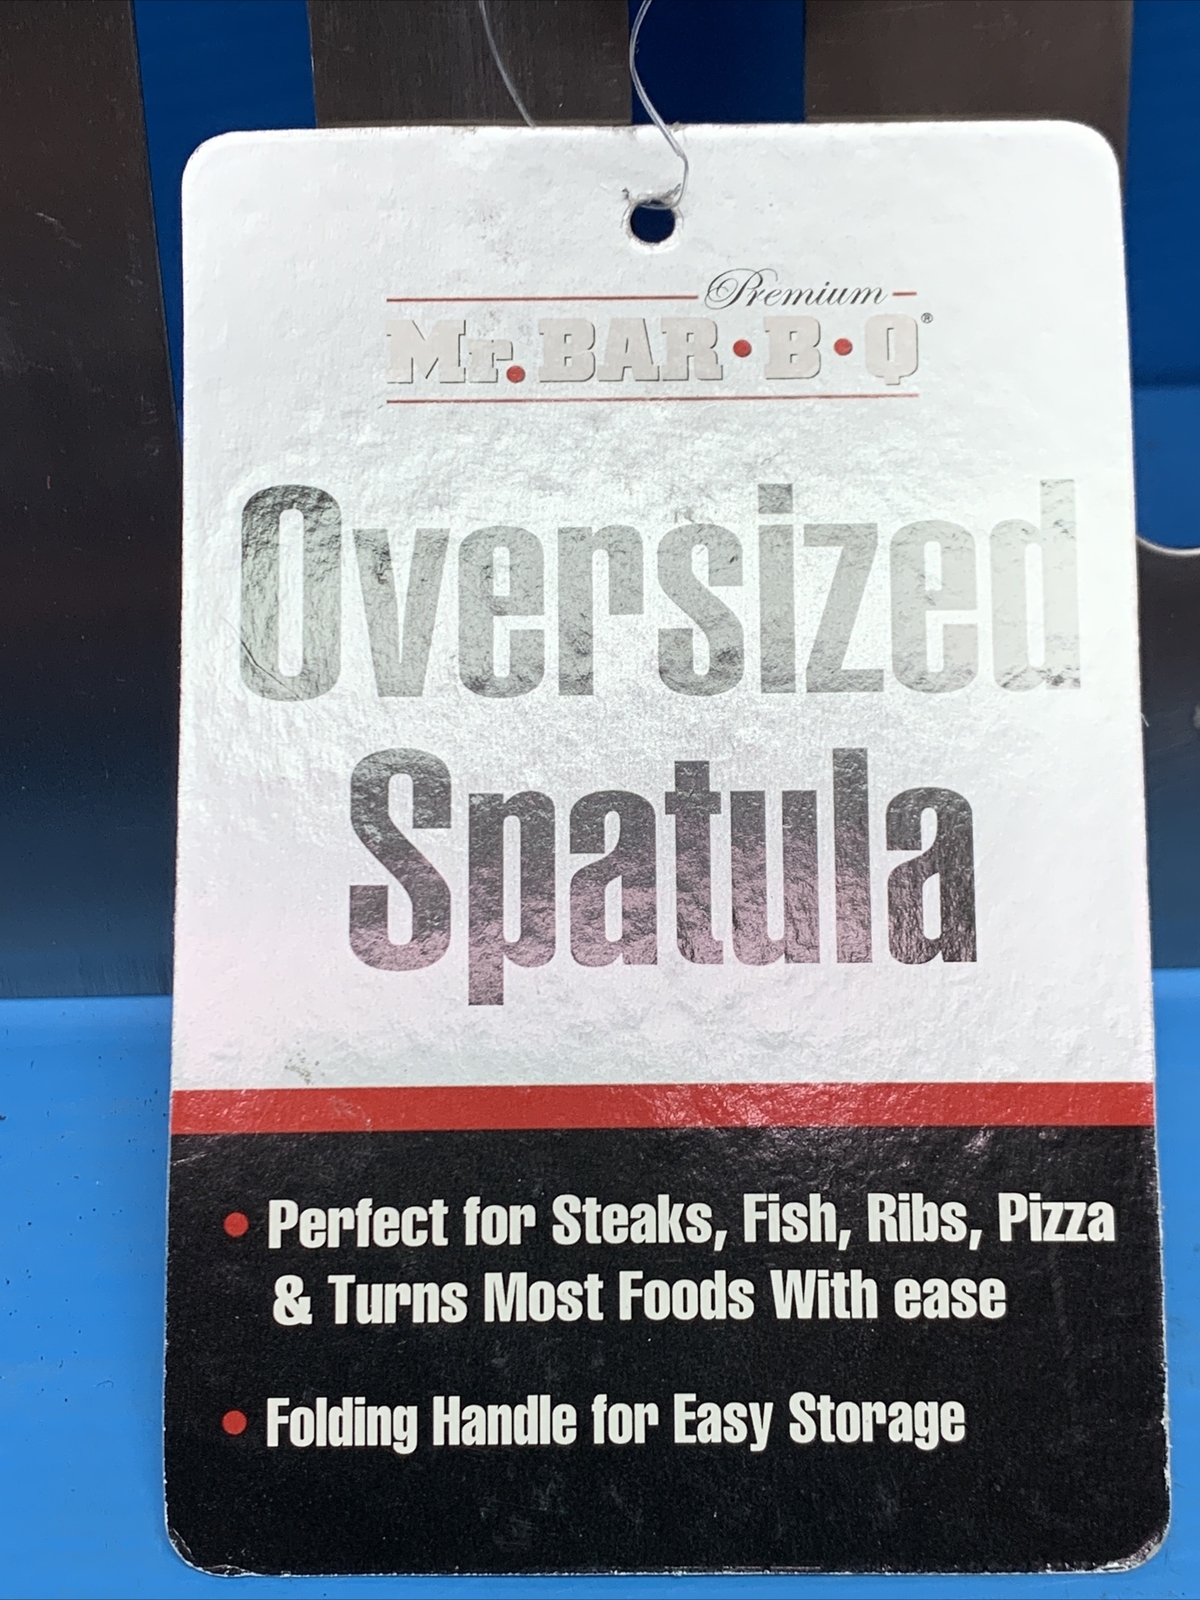 Premium
Mr. BAR•B•Q®
Oversized
Spatula
• Perfect for Steaks, Fish, Ribs, Pizza
& Turns Most Foods With ease
• Folding Handle for Easy Storage